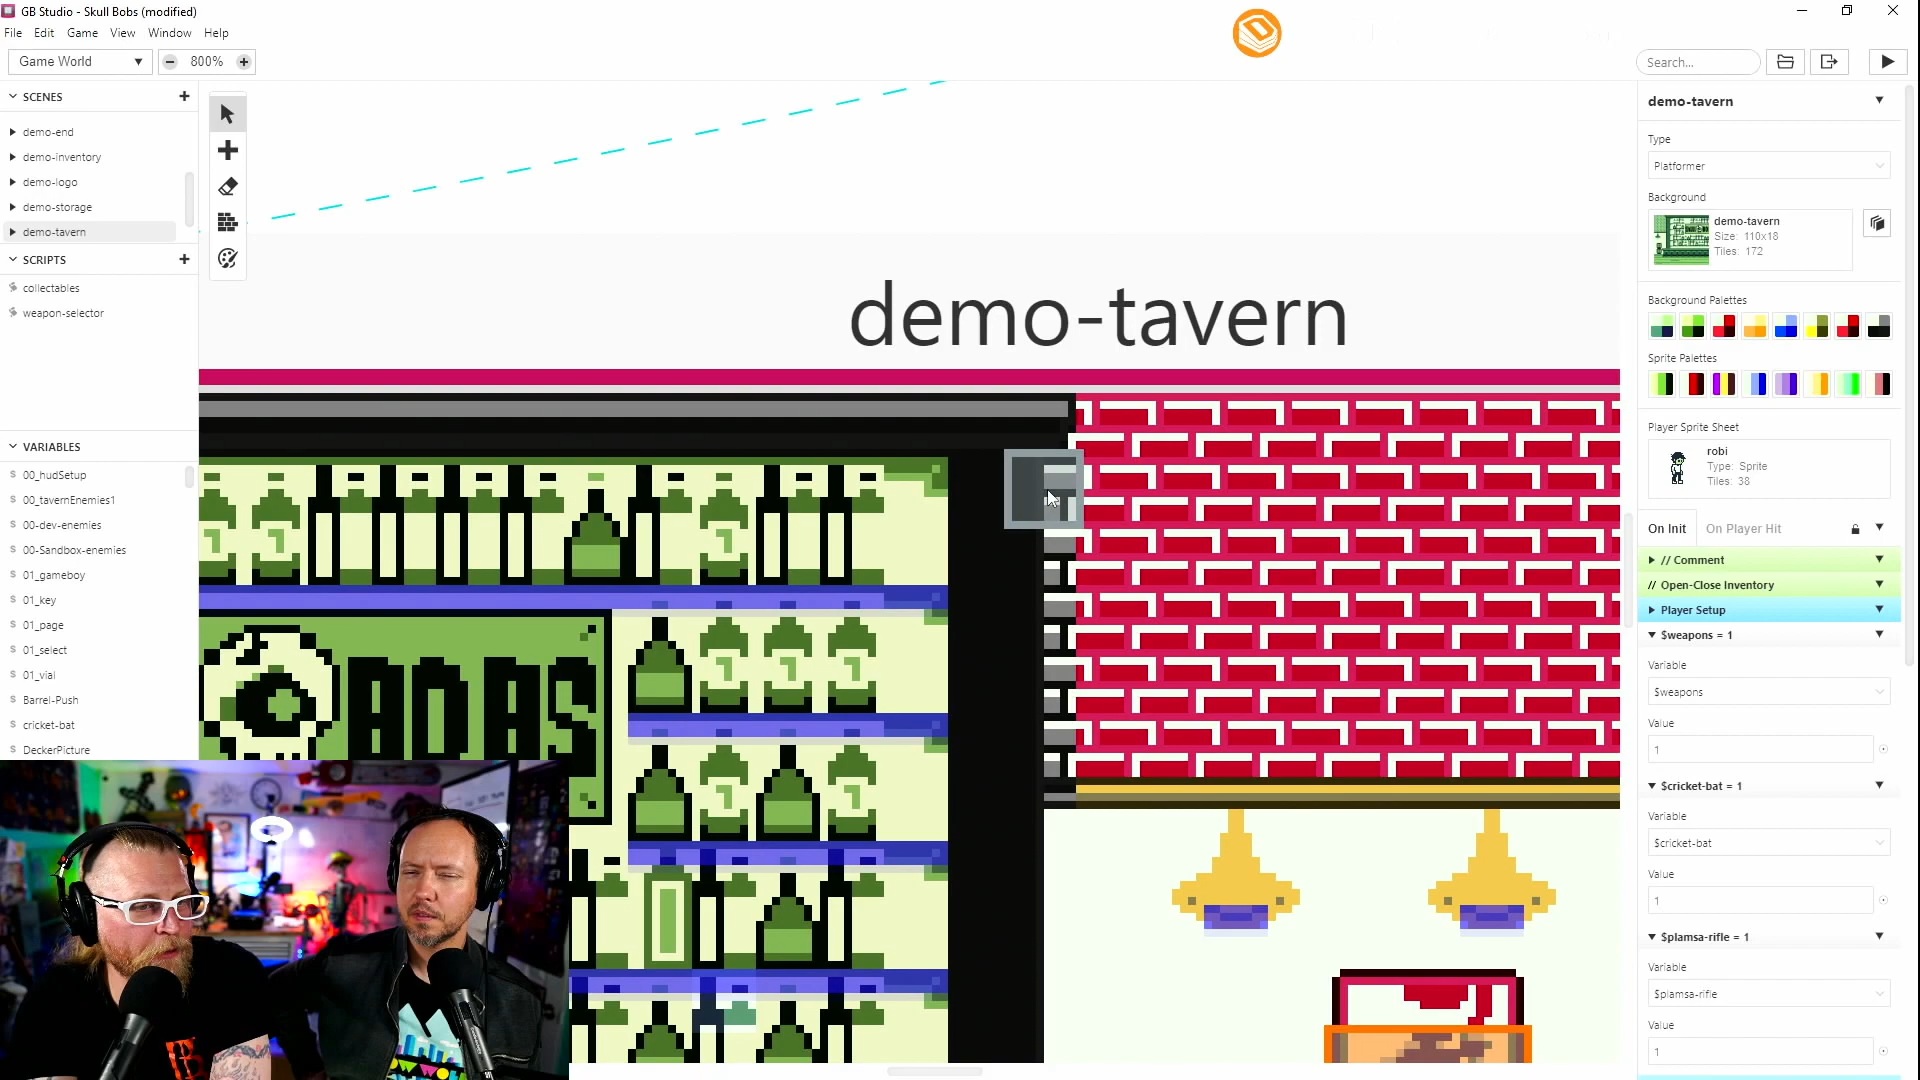 GB Studio - Skull Bobs (modified)
File Edit Game View Window Help
Game World
800%
Search...
SCENES
demo-end
demo-inventory
demo-logo
demo-storage
demo-tavern
SCRIPTS
collectables
weapon-selector
VARIABLES
$ 00_hudSetup
$ 00_tavernEnemies1
$ 00-dev-enemies
$ 00-Sandbox-enemies
$ 01_gameboy
$ 01_key
$ 01_page
$ 01_select
$ 01_vial
$ Barrel-Push
$ cricket-bat
$ DeckerPicture
demo-tavern
demo-tavern
Type
Platformer
Background
demo-tavern
Size: 110x18
Tiles: 172
Background Palettes
Sprite Palettes
Player Sprite Sheet
robi
Type: Sprite
Tiles: 38
On Init On Player Hit
// Comment
// Open-Close Inventory
Player Setup
$weapons = 1
Variable
$weapons
Value
1
$cricket-bat = 1
Variable
$cricket-bat
Value
1
$plamsa-rifle = 1
Variable
$plamsa-rifle
Value
1